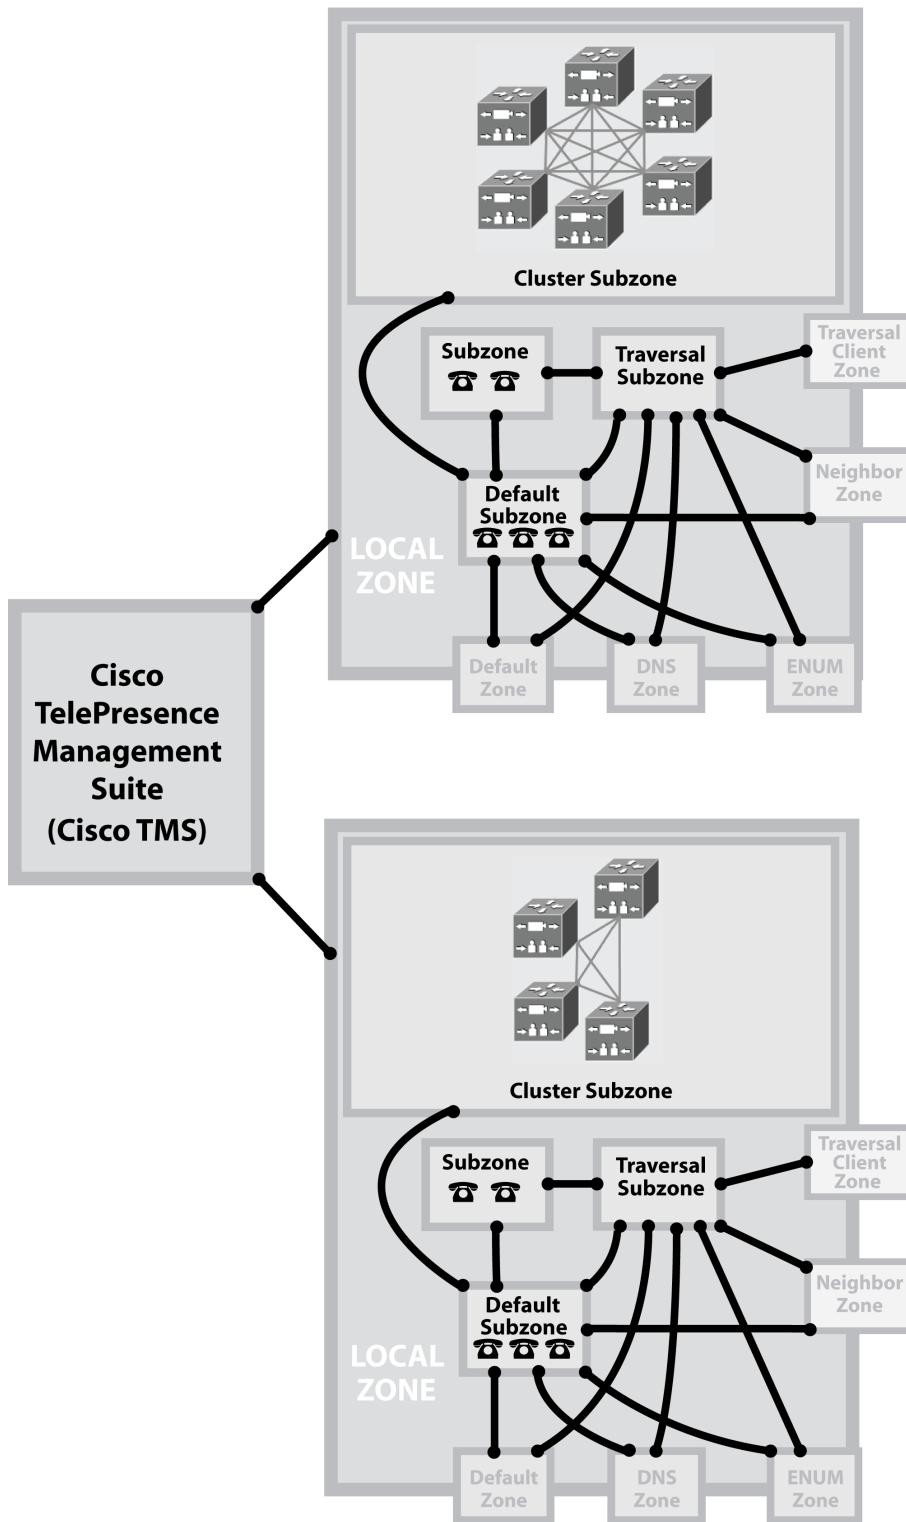 Cluster Subzone
Traversal
Client
Zone
Subzone
Traversal
Subzone
Neighbor
Zone
Default
Subzone
LOCAL
ZONE
Default
Zone
DNS
Zone
ENUM
Zone
Cisco
TelePresence
Management
Suite
(Cisco TMS)
Cluster Subzone
Traversal
Client
Zone
Subzone
Traversal
Subzone
Neighbor
Zone
Default
Subzone
LOCAL
ZONE
Default
Zone
DNS
Zone
ENUM
Zone